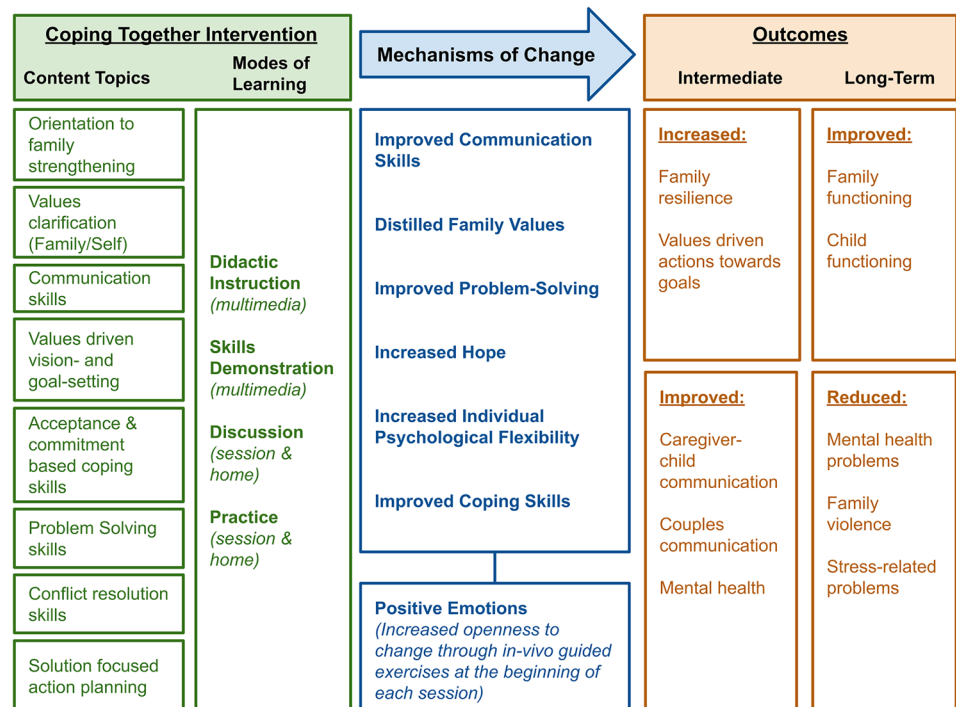 Coping Together Intervention
Content Topics
Modes of
Learning
Orientation to
family
strengthening
Values
clarification
(Family/Self)
Communication
skills
Values driven
vision- and
goal-setting
Acceptance &
commitment
based coping
skills
Problem Solving
skills
Conflict resolution
skills
Solution focused
action planning
Didactic
Instruction
(multimedia)
Skills
Demonstration
(multimedia)
Discussion
(session &
home)
Practice
(session &
home)
Mechanisms of Change
Improved Communication
Skills
Distilled Family Values
Improved Problem-Solving
Increased Hope
Increased Individual
Psychological Flexibility
Improved Coping Skills
Positive Emotions
(Increased openness to
change through in-vivo guided
exercises at the beginning of
each session)
Outcomes
Intermediate
Long-Term
Increased:
Family
resilience
Values driven
actions towards
goals
Improved:
Family
functioning
Child
functioning
Improved:
Caregiver-
child
communication
Couples
communication
Mental health
Reduced:
Mental health
problems
Family
violence
Stress-related
problems